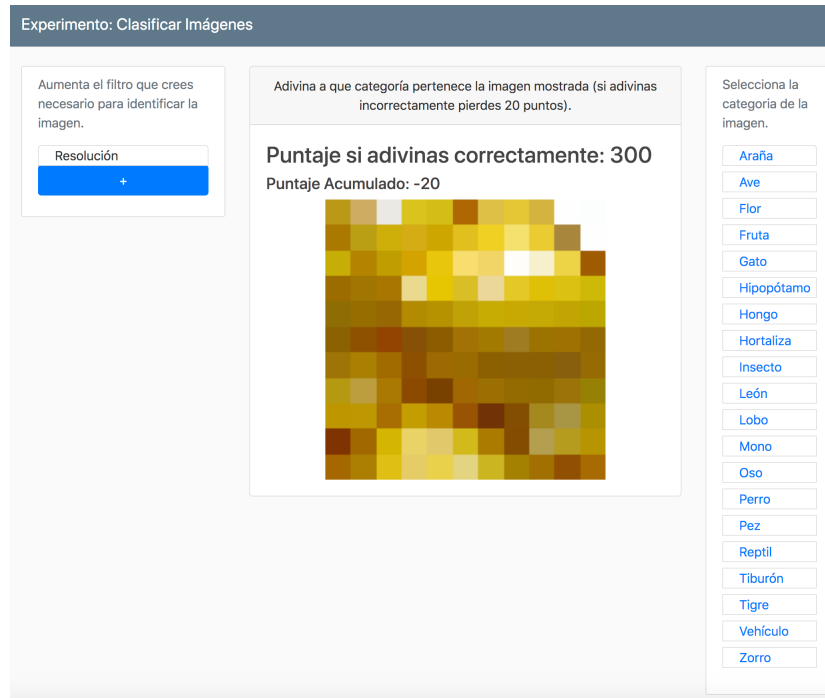 Experimento: Clasificar Imágenes
Aumenta el filtro que crees
necesario para identificar la
imagen.
Resolución
+
Adivina a que categoría pertenece la imagen mostrada (si adivinas
incorrectamente pierdes 20 puntos).
Puntaje si adivinas correctamente: 300
Puntaje Acumulado: -20
Selecciona la
categoria de la
imagen.
Araña
Ave
Flor
Fruta
Gato
Hipopótamo
Hongo
Hortaliza
Insecto
León
Lobo
Mono
Oso
Perro
Pez
Reptil
Tiburón
Tigre
Vehículo
Zorro